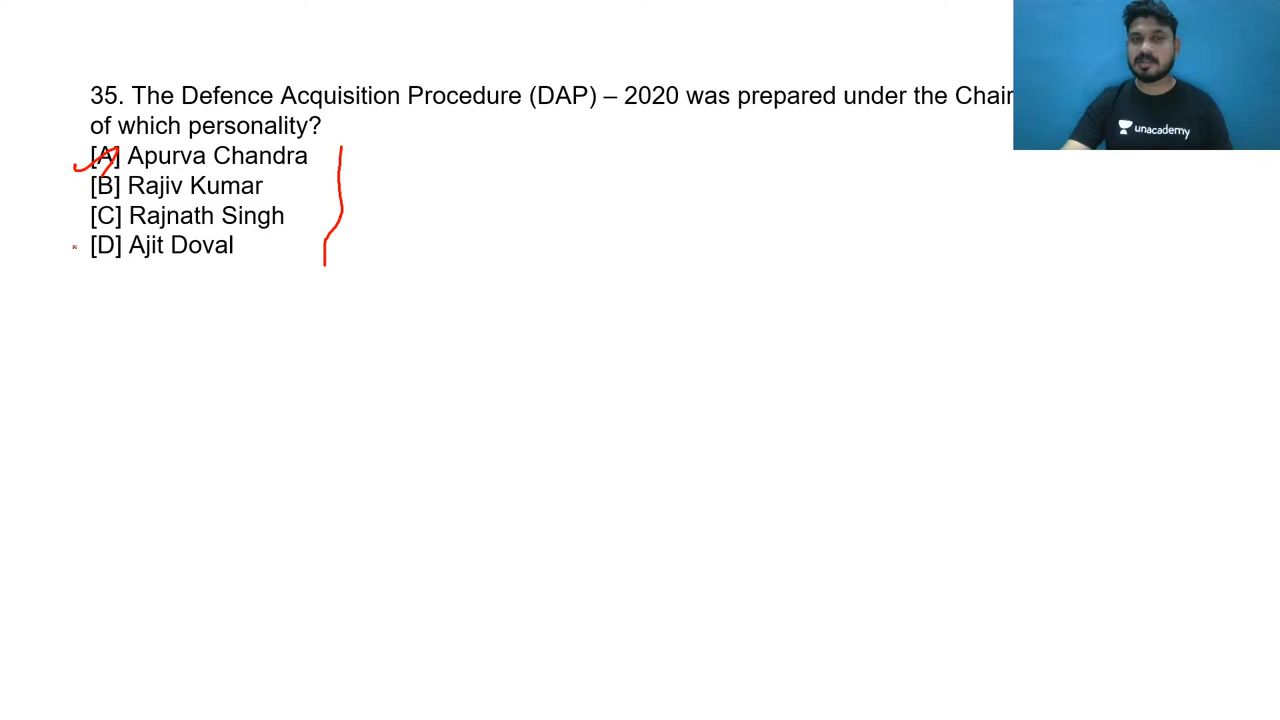 35. The Defence Acquisition Procedure (DAP) – 2020 was prepared under the Chair
of which personality?
[A] Apurva Chandra
[B] Rajiv Kumar
[C] Rajnath Singh
[D] Ajit Doval
unacademy